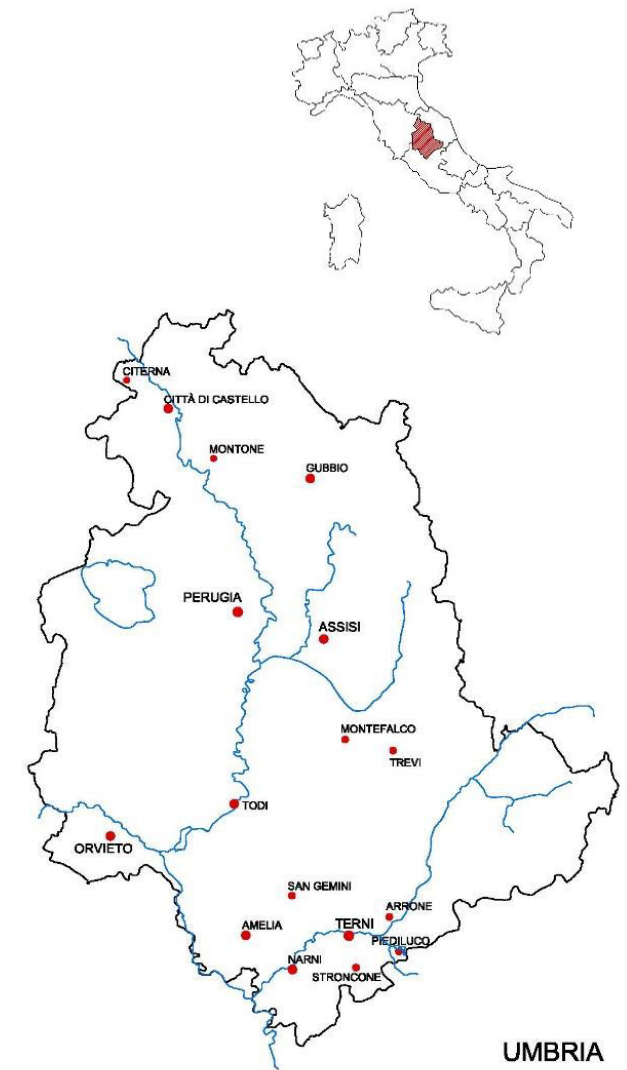 CITERNA
CITTÀ DI CASTELLO
MONTONE
GUBBIO
PERUGIA
ASSISI
MONTEFALCO
TREVI
TODI
ORVIETO
SAN GEMINI
ARRONE
AMELIA
TERNI
PIEDILUCO
NARNI
STRONCONE
UMBRIA